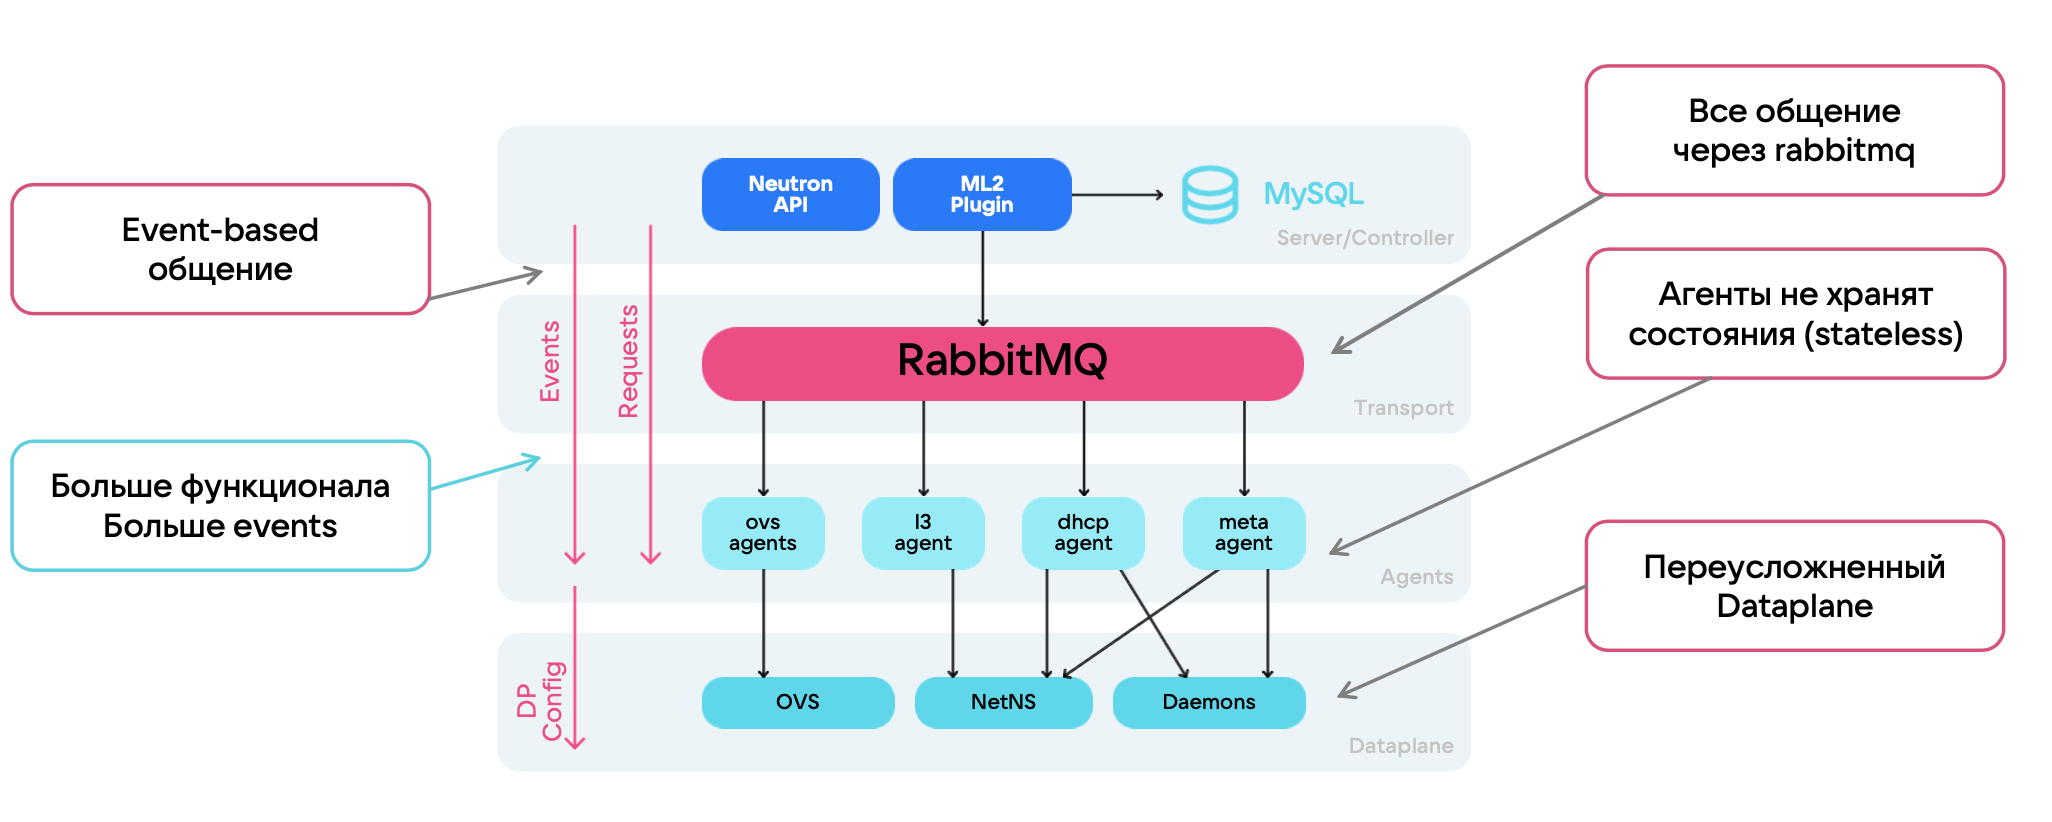 Event-based
общение
Больше функционала
Больше events
Events
Requests
DP
Config
Neutron
API
ML2
Plugin
MySQL
Server/Controller
RabbitMQ
Transport
ovs
agents
l3
agent
dhcp
agent
meta
agent
Agents
OVS
NetNS
Daemons
Dataplane
Все общение
через rabbitmq
Агенты не хранят
состояния (stateless)
Переусложненный
Dataplane